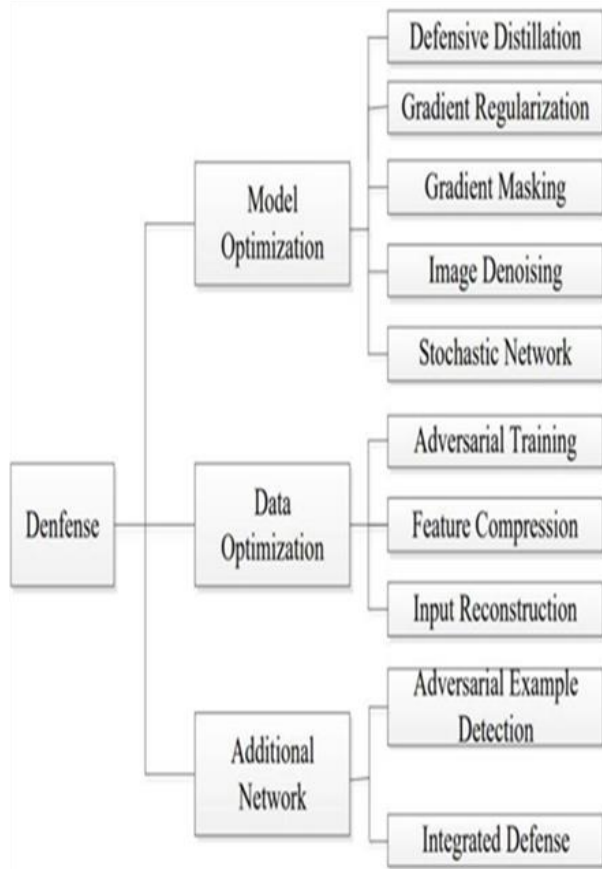 Defensive Distillation
Gradient Regularization
Model
Optimization
Gradient Masking
Image Denoising
Stochastic Network
Denfense
Data
Optimization
Adversarial Training
Feature Compression
Input Reconstruction
Additional
Network
Adversarial Example
Detection
Integrated Defense